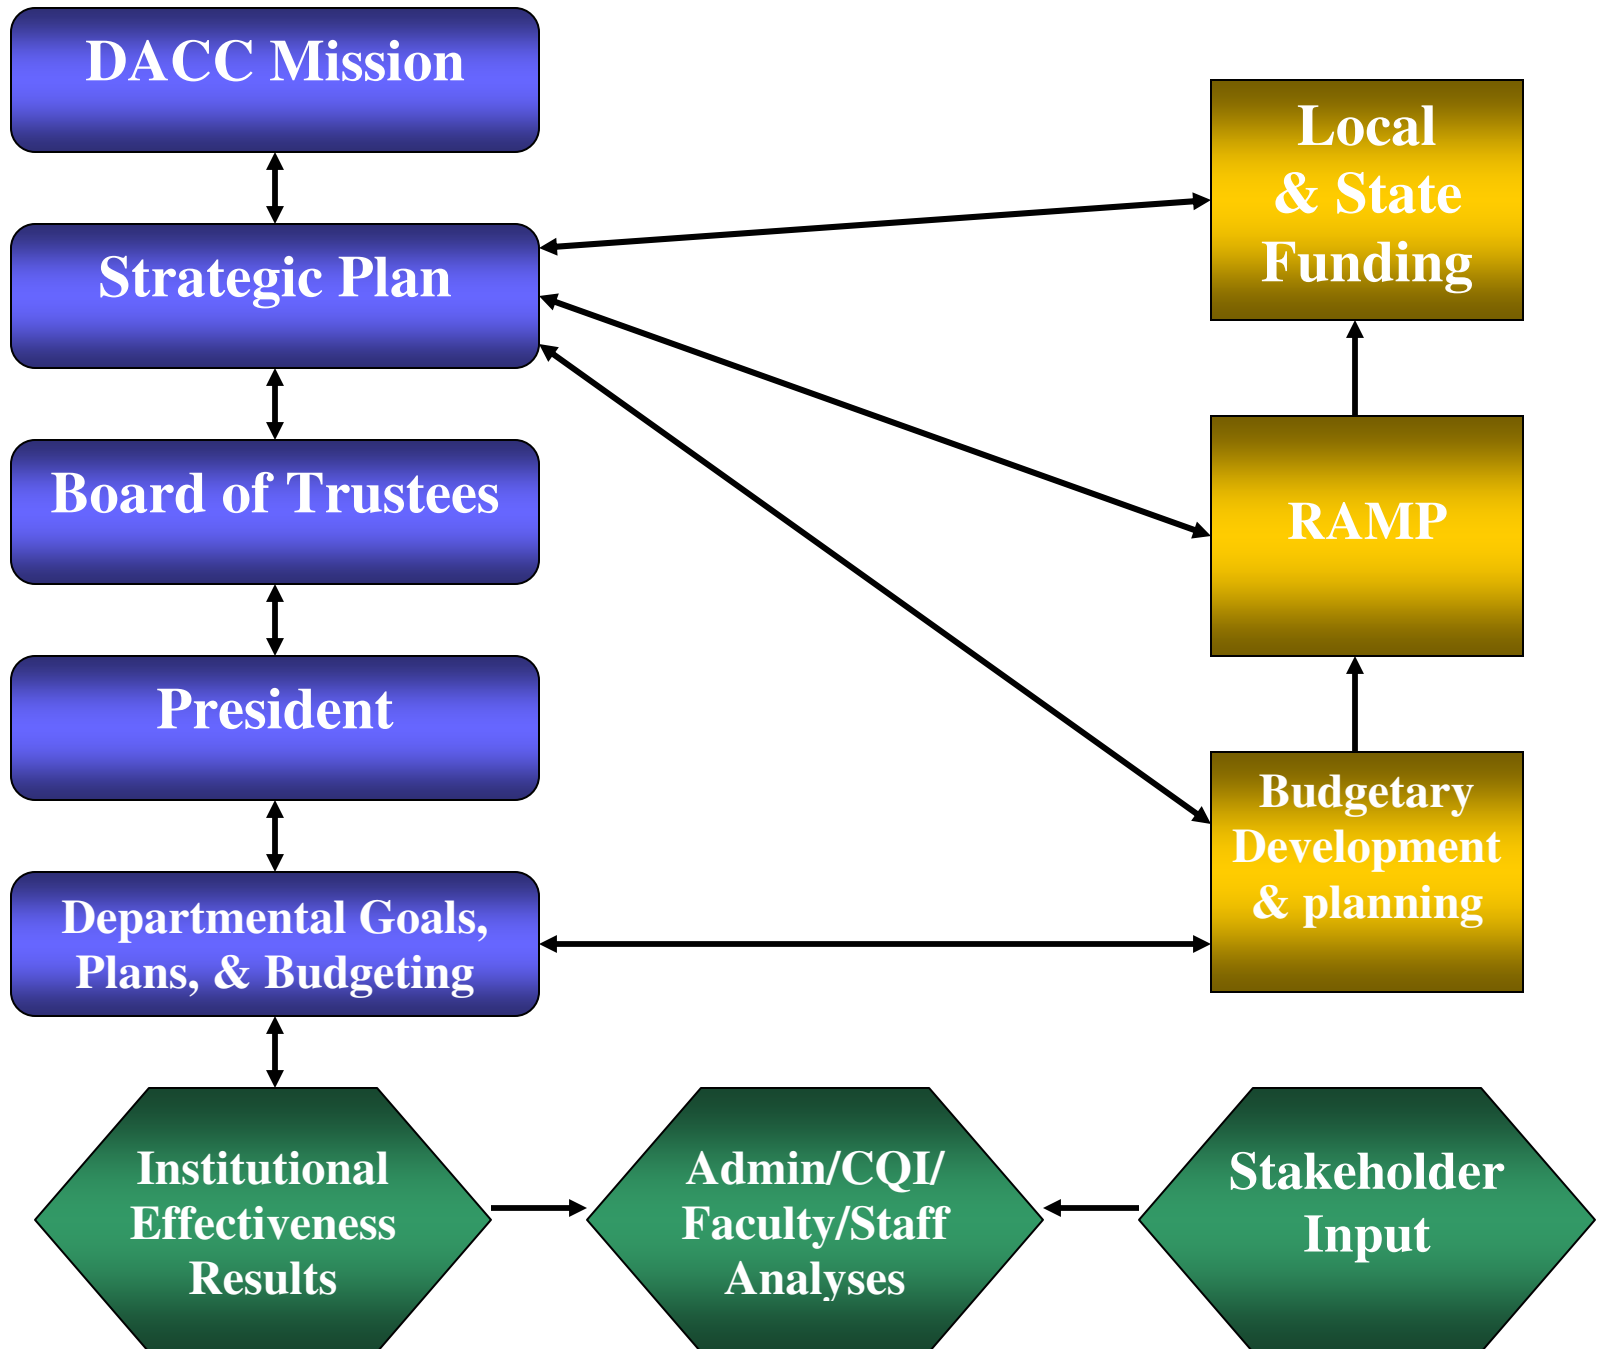 DACC Mission
Strategic Plan
Board of Trustees
President
Departmental Goals,
Plans, & Budgeting
Local
& State
Funding
RAMP
Budgetary
Development
& planning
Institutional
Effectiveness
Results
Admin/CQI/
Faculty/Staff
Analyses
Stakeholder
Input